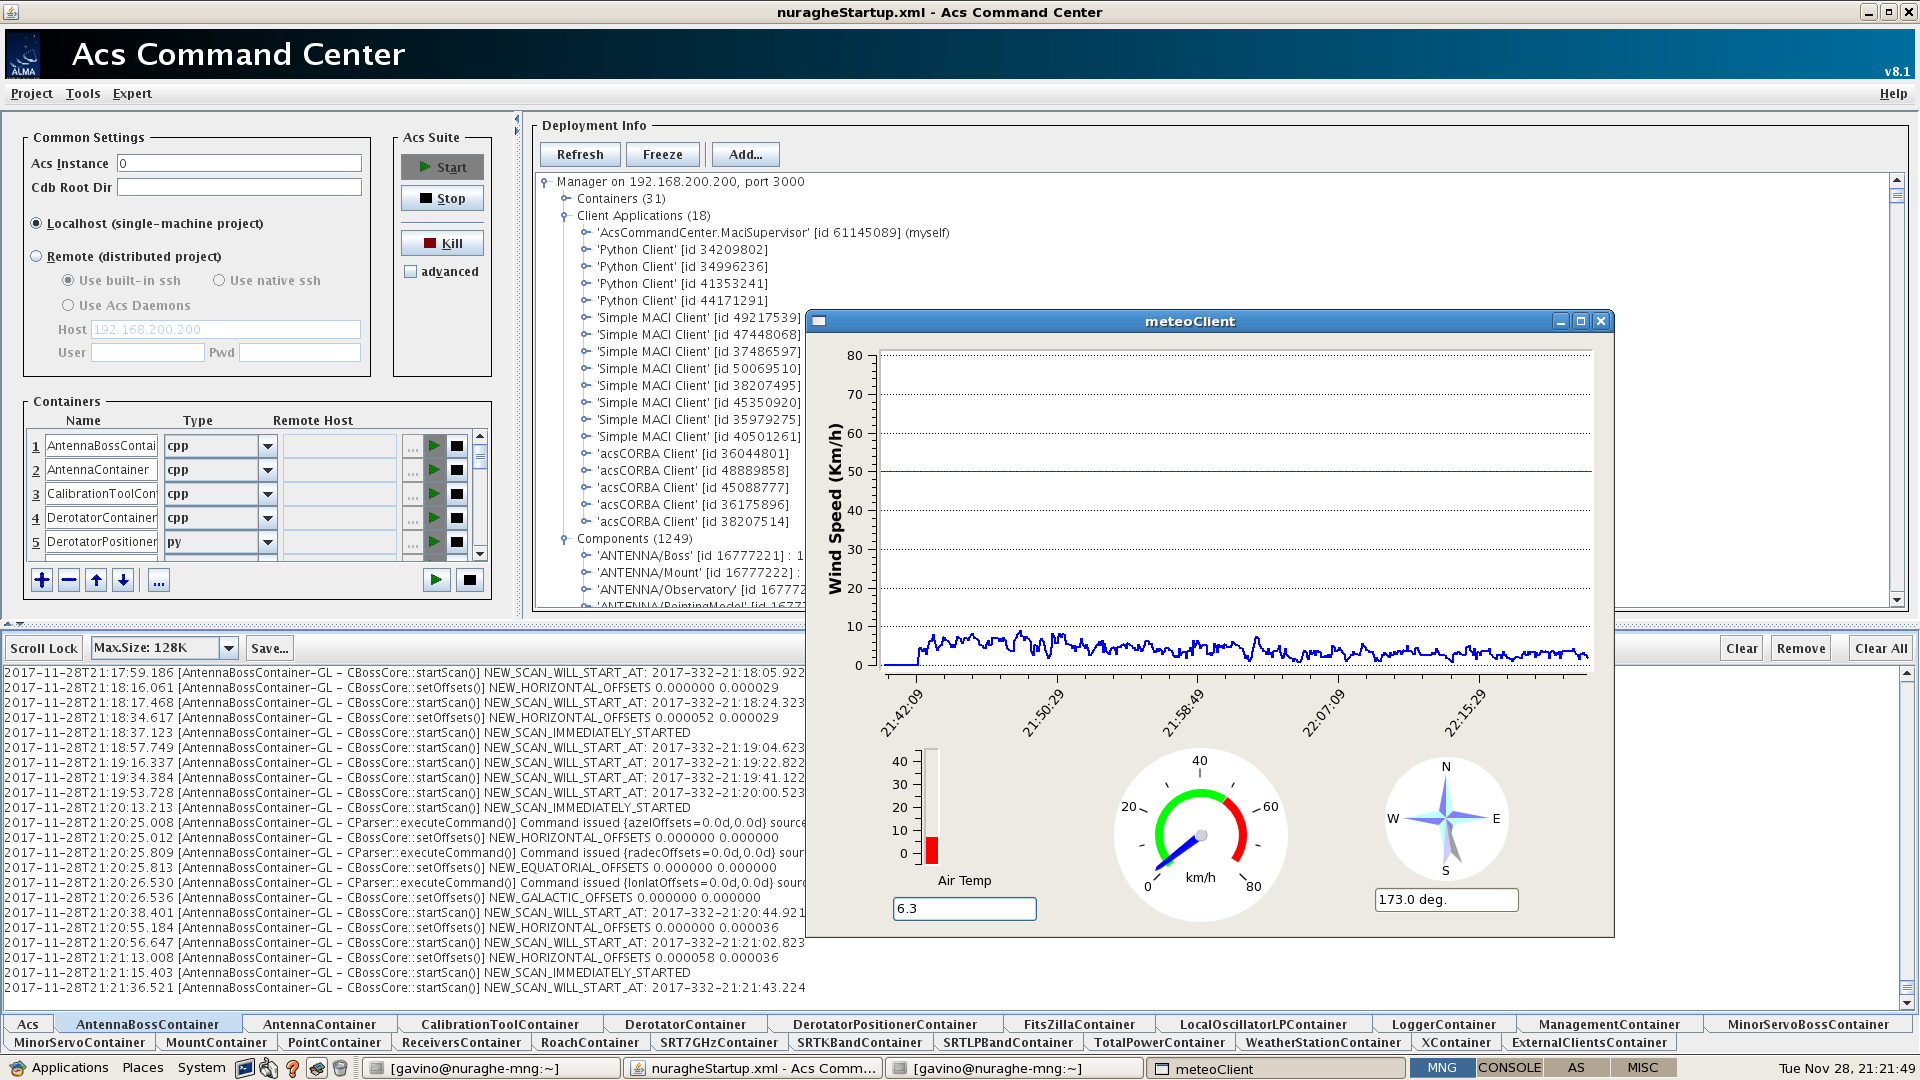 nuragheStartup.xml - Acs Command Center
ALMA
Acs Command Center
v8.1
Project Tools Expert Help
Common Settings
Acs Instance 0
Cdb Root Dir
Localhost (single-machine project)
Remote (distributed project)
Use built-in ssh Use native ssh
Use Acs Daemons
Host 192.168.200.200
User Pwd
Acs Suite
Start
Stop
Kill
advanced
Containers
Name Type Remote Host
1 AntennaBossContai cpp ...
2 AntennaContainer cpp ...
3 CalibrationToolCon cpp ...
4 DerotatorContainer cpp ...
5 DerotatorPositioner py ...
...
Deployment Info
Refresh Freeze Add...
Manager on 192.168.200.200, port 3000
Containers (31)
Client Applications (18)
'AcsCommandCenter.MaciSupervisor' [id 61145089] (myself)
'Python Client' [id 34209802]
'Python Client' [id 34996236]
'Python Client' [id 41353241]
'Python Client' [id 44171291]
'Simple MACI Client' [id 49217539]
'Simple MACI Client' [id 47448068]
'Simple MACI Client' [id 37486597]
'Simple MACI Client' [id 50069510]
'Simple MACI Client' [id 38207495]
'Simple MACI Client' [id 45350920]
'Simple MACI Client' [id 35979275]
'Simple MACI Client' [id 40501261]
'acsCORBA Client' [id 36044801]
'acsCORBA Client' [id 48889858]
'acsCORBA Client' [id 45088777]
'acsCORBA Client' [id 36175896]
'acsCORBA Client' [id 38207514]
Components (1249)
'ANTENNA/Boss' [id 16777221] : 1
'ANTENNA/Mount' [id 16777222] :
'ANTENNA/Observatory' [id 167772
'ANTENNA/PointingModel' [id 1677
meteoClient
Wind Speed (Km/h)
80
70
60
50
40
30
20
10
0
21:42:09 21:50:29 21:58:49 22:07:09 22:15:29
40
30
20
10
0
Air Temp
6.3
0 20 40 60 80
km/h
N
W E
S
173.0 deg.
Scroll Lock Max.Size: 128K Save... Clear Remove Clear All
2017-11-28T21:17:59.186 [AntennaBossContainer-GL - CBossCore::startScan()] NEW_SCAN_WILL_START_AT: 2017-332-21:18:05.922
2017-11-28T21:18:16.061 [AntennaBossContainer-GL - CBossCore::setOffsets()] NEW_HORIZONTAL_OFFSETS 0.000000 0.000029
2017-11-28T21:18:17.468 [AntennaBossContainer-GL - CBossCore::startScan()] NEW_SCAN_WILL_START_AT: 2017-332-21:18:24.323
2017-11-28T21:18:34.617 [AntennaBossContainer-GL - CBossCore::setOffsets()] NEW_HORIZONTAL_OFFSETS 0.000052 0.000029
2017-11-28T21:18:37.123 [AntennaBossContainer-GL - CBossCore::startScan()] NEW_SCAN_IMMEDIATELY_STARTED
2017-11-28T21:18:57.749 [AntennaBossContainer-GL - CBossCore::startScan()] NEW_SCAN_WILL_START_AT: 2017-332-21:19:04.623
2017-11-28T21:19:16.337 [AntennaBossContainer-GL - CBossCore::startScan()] NEW_SCAN_WILL_START_AT: 2017-332-21:19:22.822
2017-11-28T21:19:34.384 [AntennaBossContainer-GL - CBossCore::startScan()] NEW_SCAN_WILL_START_AT: 2017-332-21:19:41.122
2017-11-28T21:19:53.728 [AntennaBossContainer-GL - CBossCore::startScan()] NEW_SCAN_WILL_START_AT: 2017-332-21:20:00.523
2017-11-28T21:20:13.213 [AntennaBossContainer-GL - CBossCore::startScan()] NEW_SCAN_IMMEDIATELY_STARTED
2017-11-28T21:20:25.008 [AntennaBossContainer-GL - CParser::executeCommand()] Command issued {azelOffsets=0.0d,0.0d} source
2017-11-28T21:20:25.012 [AntennaBossContainer-GL - CBossCore::setOffsets()] NEW_HORIZONTAL_OFFSETS 0.000000 0.000000
2017-11-28T21:20:25.809 [AntennaBossContainer-GL - CParser::executeCommand()] Command issued {radecOffsets=0.0d,0.0d} sour
2017-11-28T21:20:25.813 [AntennaBossContainer-GL - CBossCore::setOffsets()] NEW_EQUATORIAL_OFFSETS 0.000000 0.000000
2017-11-28T21:20:26.530 [AntennaBossContainer-GL - CParser::executeCommand()] Command issued {lonlatOffsets=0.0d,0.0d} sourc
2017-11-28T21:20:26.536 [AntennaBossContainer-GL - CBossCore::setOffsets()] NEW_GALACTIC_OFFSETS 0.000000 0.000000
2017-11-28T21:20:38.401 [AntennaBossContainer-GL - CBossCore::startScan()] NEW_SCAN_WILL_START_AT: 2017-332-21:20:44.921
2017-11-28T21:20:55.184 [AntennaBossContainer-GL - CBossCore::setOffsets()] NEW_HORIZONTAL_OFFSETS 0.000000 0.000036
2017-11-28T21:20:56.647 [AntennaBossContainer-GL - CBossCore::startScan()] NEW_SCAN_WILL_START_AT: 2017-332-21:21:02.823
2017-11-28T21:21:13.008 [AntennaBossContainer-GL - CBossCore::setOffsets()] NEW_HORIZONTAL_OFFSETS 0.000058 0.000036
2017-11-28T21:21:15.403 [AntennaBossContainer-GL - CBossCore::startScan()] NEW_SCAN_IMMEDIATELY_STARTED
2017-11-28T21:21:36.521 [AntennaBossContainer-GL - CBossCore::startScan()] NEW_SCAN_WILL_START_AT: 2017-332-21:21:43.224
Acs AntennaBossContainer AntennaContainer CalibrationToolContainer DerotatorContainer DerotatorPositionerContainer FitsZillaContainer LocalOscillatorLPContainer LoggerContainer ManagementContainer MinorServoBossContainer
MinorServoContainer MountContainer PointContainer ReceiversContainer RoachContainer SRT7GHzContainer SRTKBandContainer SRTLPBandContainer TotalPowerContainer WeatherStationContainer XContainer ExternalClientsContainer
Applications Places System [gavino@nuraghe-mng:~] nuragheStartup.xml - Acs Comm... [gavino@nuraghe-mng:~] meteoClient MNG CONSOLE AS MISC Tue Nov 28, 21:21:49